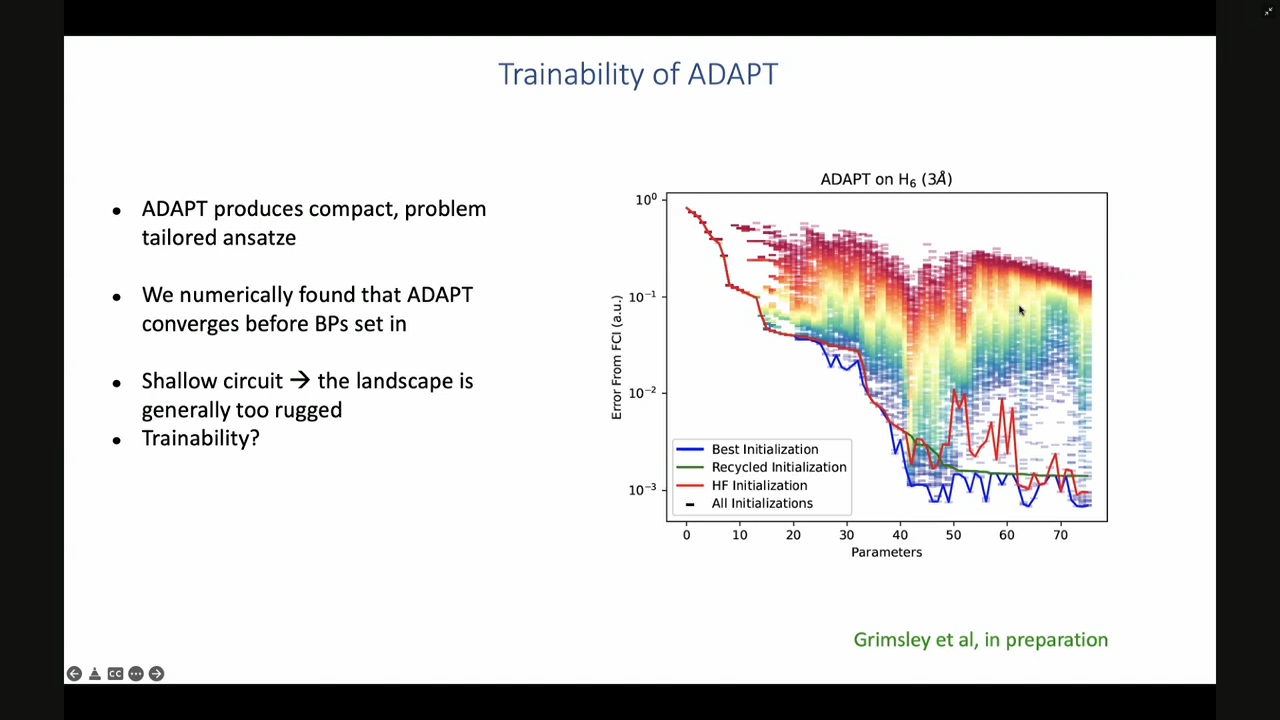 Trainability of ADAPT
• ADAPT produces compact, problem
tailored ansatze
• We numerically found that ADAPT
converges before BPs set in
• Shallow circuit → the landscape is
generally too rugged
• Trainability?
ADAPT on H₆ (3Å)
Error From FCI (a.u.)
10⁰
10⁻¹
10⁻²
10⁻³
Best Initialization
Recycled Initialization
HF Initialization
All Initializations
0 10 20 30 40 50 60 70
Parameters
Grimsley et al, in preparation
CC